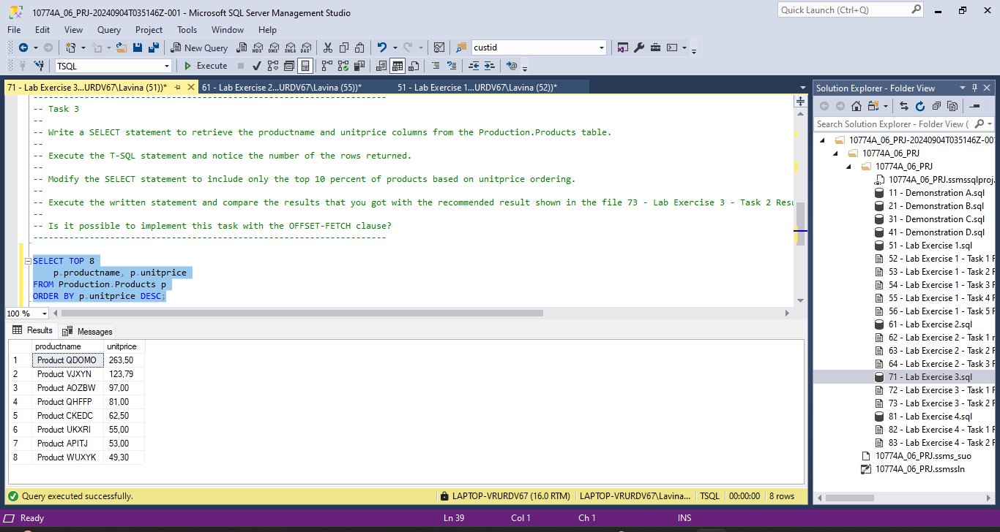 10774A_06_PRJ-20240904T035146Z-001 - Microsoft SQL Server Management Studio
Quick Launch (Ctrl+Q)
File Edit View Query Project Tools Window Help
New Query MDX DMX XMLA DAX custid
TSQL Execute
71 - Lab Exercise 3...URDV67\Lavina (51))* 61 - Lab Exercise 2...URDV67\Lavina (55))* 51 - Lab Exercise 1...URDV67\Lavina (52))*
---------------------------------------------------------------------
-- Task 3
--
-- Write a SELECT statement to retrieve the productname and unitprice columns from the Production.Products table.
--
-- Execute the T-SQL statement and notice the number of the rows returned.
--
-- Modify the SELECT statement to include only the top 10 percent of products based on unitprice ordering.
--
-- Execute the written statement and compare the results that you got with the recommended result shown in the file 73 - Lab Exercise 3 - Task 2 Resu
--
-- Is it possible to implement this task with the OFFSET-FETCH clause?
---------------------------------------------------------------------
SELECT TOP 8
p.productname, p.unitprice
FROM Production.Products p
ORDER BY p.unitprice DESC;
100 %
Results Messages
productname unitprice
1 Product QDOMO 263,50
2 Product VJXYN 123,79
3 Product AOZBW 97,00
4 Product QHFFP 81,00
5 Product CKEDC 62,50
6 Product UKXRI 55,00
7 Product APITJ 53,00
8 Product WUXYK 49,30
Query executed successfully. LAPTOP-VRURDV67 (16.0 RTM) LAPTOP-VRURDV67\Lavina... TSQL 00:00:00 8 rows
Ready Ln 39 Col 1 Ch 1 INS
Solution Explorer - Folder View
Search Solution Explorer - Folder View (
10774A_06_PRJ-20240904T035146Z-00
10774A_06_PRJ
10774A_06_PRJ
10774A_06_PRJ.ssmssqlproj
11 - Demonstration A.sql
21 - Demonstration B.sql
31 - Demonstration C.sql
41 - Demonstration D.sql
51 - Lab Exercise 1.sql
52 - Lab Exercise 1 - Task 1 R
53 - Lab Exercise 1 - Task 2 R
54 - Lab Exercise 1 - Task 3 R
55 - Lab Exercise 1 - Task 4 R
56 - Lab Exercise 1 - Task 5 R
61 - Lab Exercise 2.sql
62 - Lab Exercise 2 - Task 1 r
63 - Lab Exercise 2 - Task 2 R
64 - Lab Exercise 2 - Task 3 R
71 - Lab Exercise 3.sql
72 - Lab Exercise 3 - Task 1 R
73 - Lab Exercise 3 - Task 2 R
81 - Lab Exercise 4.sql
82 - Lab Exercise 4 - Task 1 R
83 - Lab Exercise 4 - Task 2 R
10774A_06_PRJ.ssms_suo
10774A_06_PRJ.ssmssln